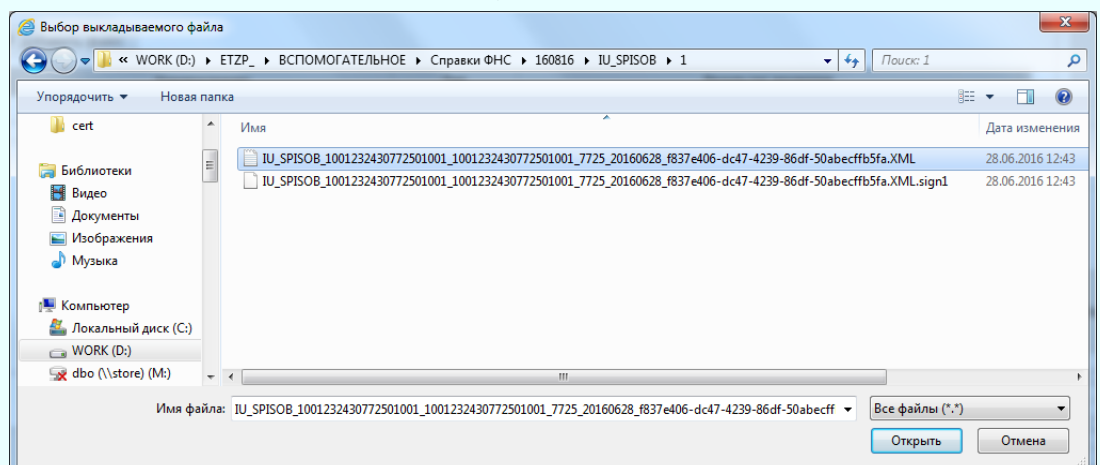 Выбор выкладываемого файла
« WORK (D:) ETZP_ ВСПОМОГАТЕЛЬНОЕ Справки ФНС 160816 IU_SPISOB 1
Поиск: 1
Упорядочить Новая папка
cert
Библиотеки
Видео
Документы
Изображения
Музыка
Компьютер
Локальный диск (C:)
WORK (D:)
dbo (\\store) (M:)
Имя Дата изменения
IU_SPISOB_1001232430772501001_1001232430772501001_7725_20160628_f837e406-dc47-4239-86df-50abecffb5fa.XML 28.06.2016 12:43
IU_SPISOB_1001232430772501001_1001232430772501001_7725_20160628_f837e406-dc47-4239-86df-50abecffb5fa.XML.sign1 28.06.2016 12:43
Имя файла: IU_SPISOB_1001232430772501001_1001232430772501001_7725_20160628_f837e406-dc47-4239-86df-50abecff
Все файлы (*.*)
Открыть Отмена